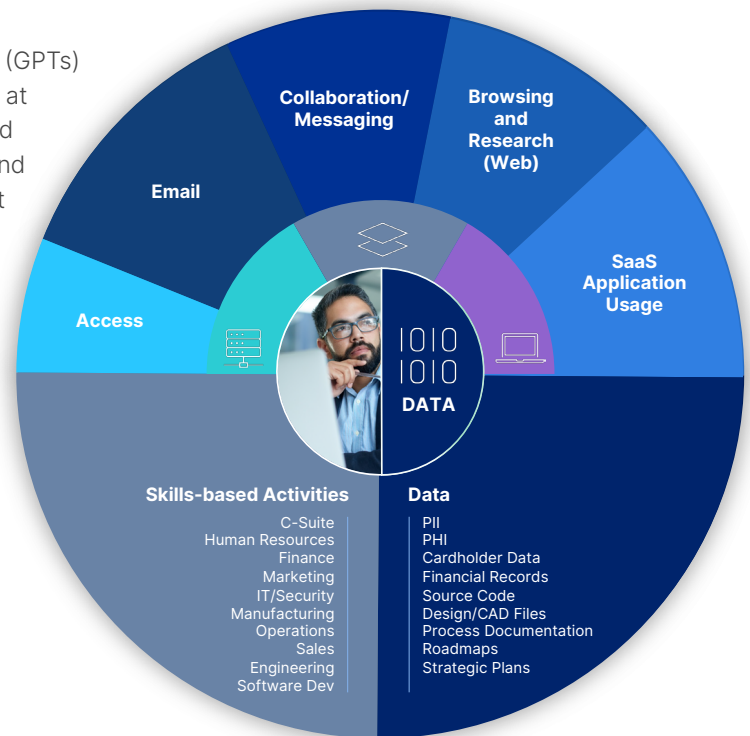 (GPTs)
at
d
nd
t
Collaboration/
Messaging
Browsing
and
Research
(Web)
Email
SaaS
Application
Usage
Access
IOIO
IOIO
DATA
Skills-based Activities
C-Suite
Human Resources
Finance
Marketing
IT/Security
Manufacturing
Operations
Sales
Engineering
Software Dev
Data
PII
PHI
Cardholder Data
Financial Records
Source Code
Design/CAD Files
Process Documentation
Roadmaps
Strategic Plans